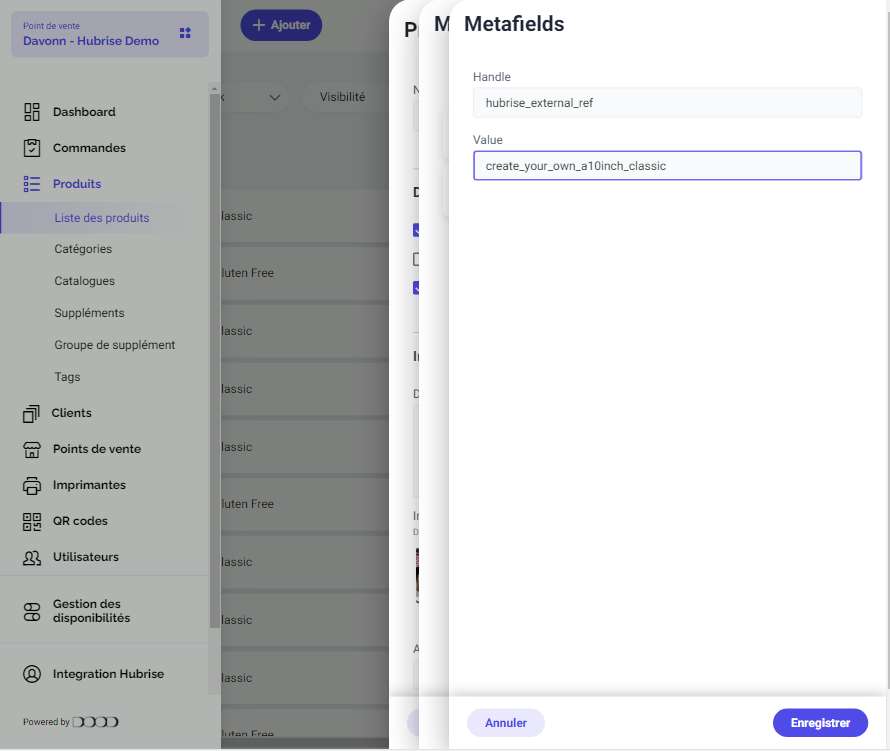 Point de vente
Davonn - Hubrise Demo
Dashboard
Commandes
Produits
Liste des produits
Catégories
Catalogues
Suppléments
Groupe de supplément
Tags
Clients
Points de vente
Imprimantes
QR codes
Utilisateurs
Gestion des
disponibilités
Integration Hubrise
Powered by DOOD
+ Ajouter
Visibilité
lassic
luten Free
lassic
lassic
lassic
luten Free
lassic
lassic
lassic
luten Free
M
Metafields
Handle
hubrise_external_ref
Value
create_your_own_a10inch_classic
Annuler
Enregistrer